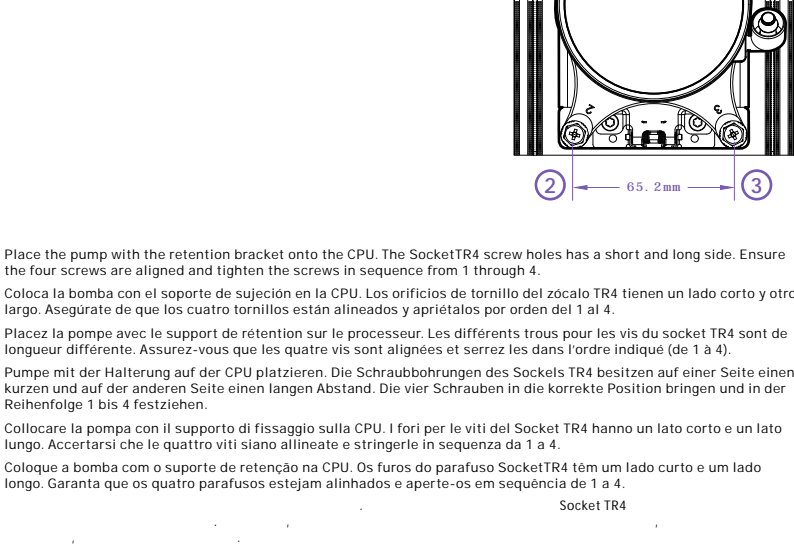 2 3
2 65.2mm 3
Place the pump with the retention bracket onto the CPU. The SocketTR4 screw holes has a short and long side. Ensure
the four screws are aligned and tighten the screws in sequence from 1 through 4.
Coloca la bomba con el soporte de sujeción en la CPU. Los orificios de tornillo del zócalo TR4 tienen un lado corto y otro
largo. Asegúrate de que los cuatro tornillos están alineados y apriétalos por orden del 1 al 4.
Placez la pompe avec le support de rétention sur le processeur. Les différents trous pour les vis du socket TR4 sont de
longueur différente. Assurez-vous que les quatre vis sont alignées et serrez les dans l'ordre indiqué (de 1 à 4).
Pumpe mit der Halterung auf der CPU platzieren. Die Schraubbohrungen des Sockels TR4 besitzen auf einer Seite einen
kurzen und auf der anderen Seite einen langen Abstand. Die vier Schrauben in die korrekte Position bringen und in der
Reihenfolge 1 bis 4 festziehen.
Collocare la pompa con il supporto di fissaggio sulla CPU. I fori per le viti del Socket TR4 hanno un lato corto e un lato
lungo. Accertarsi che le quattro viti siano allineate e stringerle in sequenza da 1 a 4.
Coloque a bomba com o suporte de retenção na CPU. Os furos do parafuso SocketTR4 têm um lado curto e um lado
longo. Garanta que os quatro parafusos estejam alinhados e aperte-os em sequência de 1 a 4.
. Socket TR4
. , ,
, .